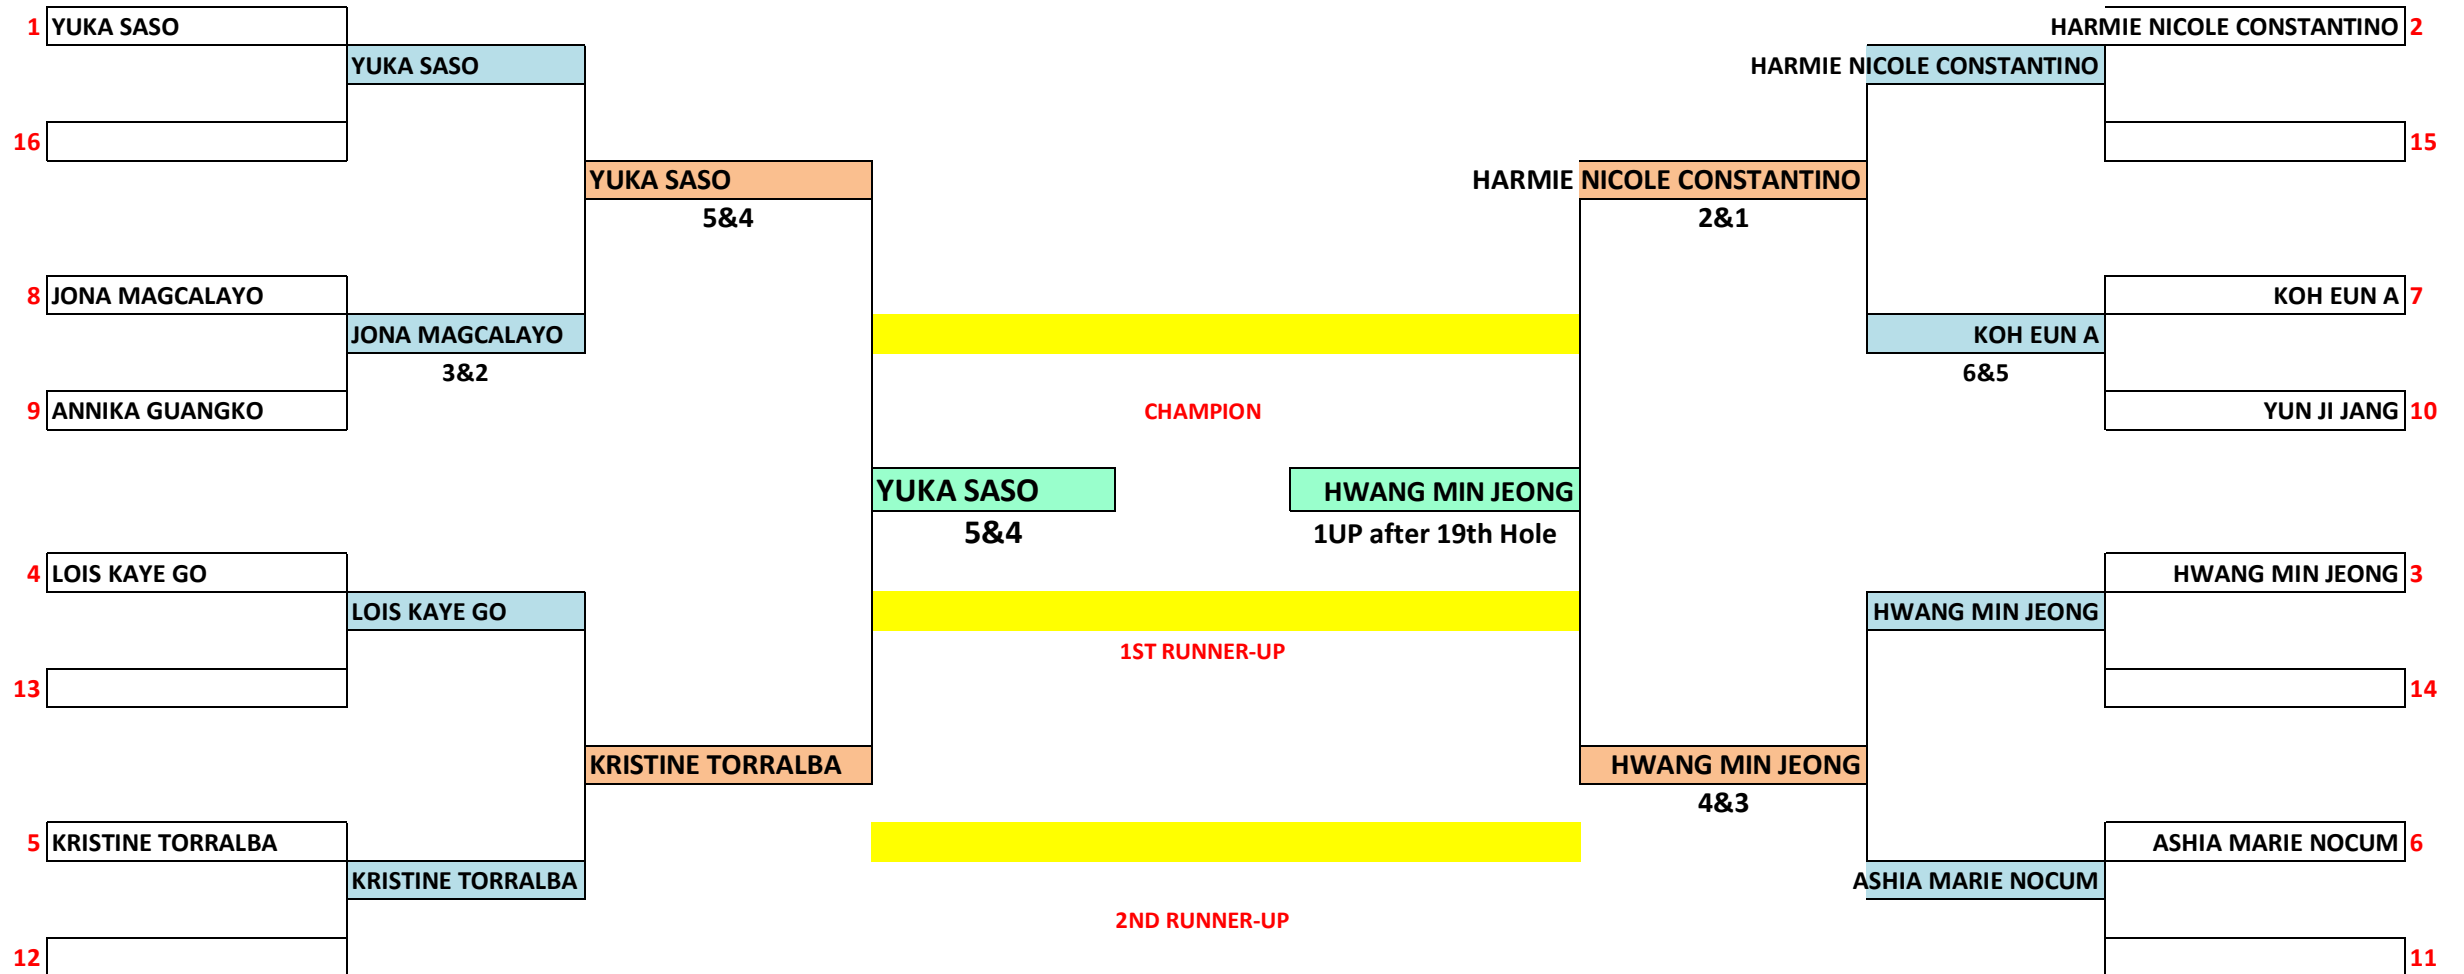 1 YUKA SASO HARMIE NICOLE CONSTANTINO 2
YUKA SASO HARMIE NICOLE CONSTANTINO
16 15
YUKA SASO HARMIE NICOLE CONSTANTINO
5&4 2&1
8 JONA MAGCALAYO KOH EUN A 7
JONA MAGCALAYO KOH EUN A
3&2 6&5
9 ANNIKA GUANGKO CHAMPION YUN JI JANG 10
YUKA SASO HWANG MIN JEONG
5&4 1UP after 19th Hole
4 LOIS KAYE GO HWANG MIN JEONG 3
LOIS KAYE GO HWANG MIN JEONG
1ST RUNNER-UP
13 14
KRISTINE TORRALBA HWANG MIN JEONG
4&3
5 KRISTINE TORRALBA ASHIA MARIE NOCUM 6
KRISTINE TORRALBA ASHIA MARIE NOCUM
2ND RUNNER-UP
12 11